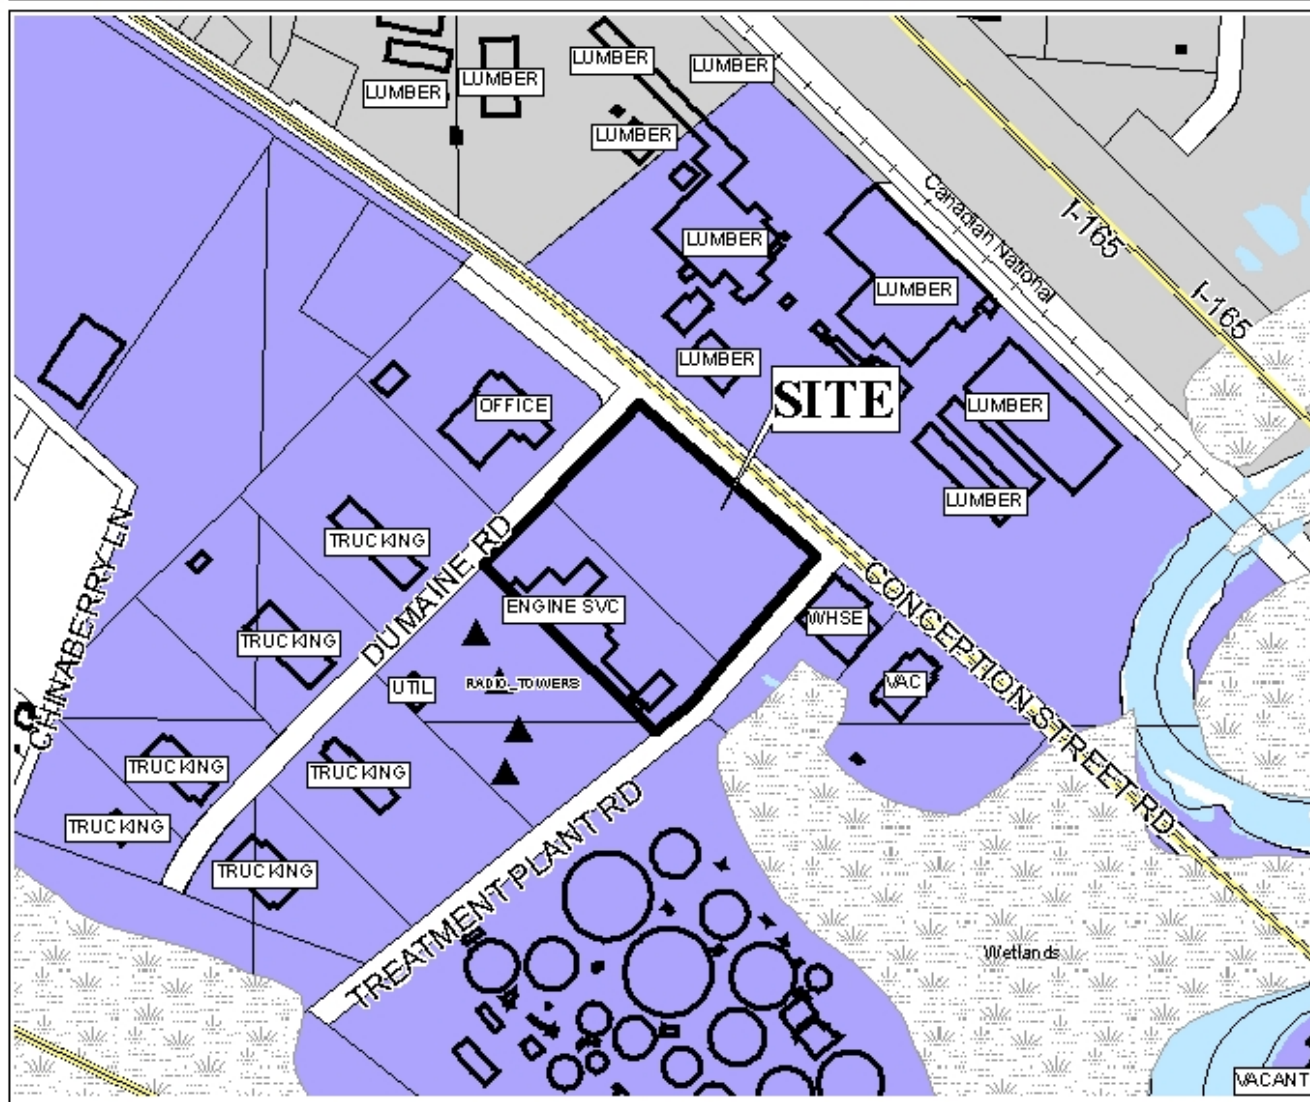 LUMBER
LUMBER
LUMBER
LUMBER
LUMBER
Canadian National
I-165
I-165
LUMBER
LUMBER
LUMBER
SITE
OFFICE
LUMBER
LUMBER
TRUCKING
DUMAINE RD
CHINABERRY LN
ENGINE SVC
WHSE
CONCEPTION STREET RD
TRUCKING
UTIL
RADIO_TOWERS
VAC
TRUCKING
TRUCKING
TRUCKING
TRUCKING
TREATMENT PLANT RD
Wetlands
VACANT